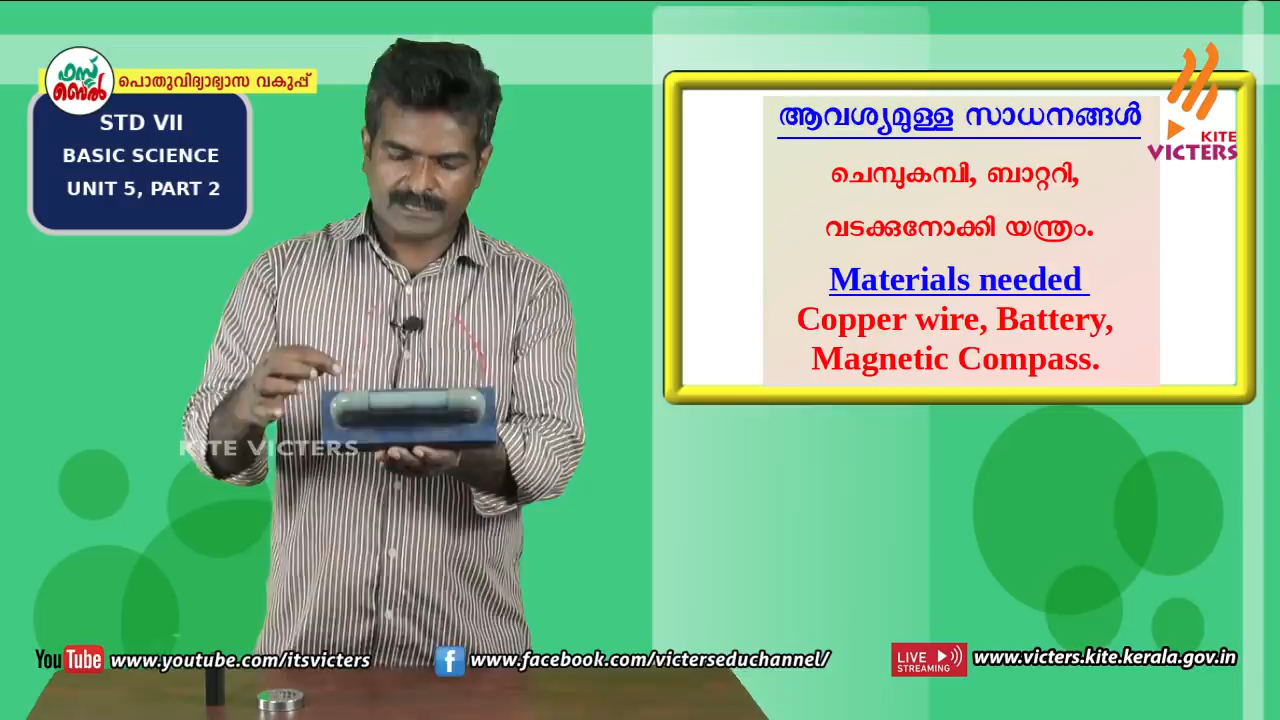 ഫസ്റ്റ്
ബെൽ
പൊതുവിദ്യാഭ്യാസ വകുപ്പ്
STD VII
BASIC SCIENCE
UNIT 5, PART 2
ആവശ്യമുള്ള സാധനങ്ങൾ
ചെമ്പുകമ്പി, ബാറ്ററി,
വടക്കുനോക്കി യന്ത്രം.
Materials needed
Copper wire, Battery,
Magnetic Compass.
KITE
VICTERS
KITE VICTERS
YouTube www.youtube.com/itsvicters
f www.facebook.com/victerseduchannel/
LIVE
STREAMING
www.victers.kite.kerala.gov.in